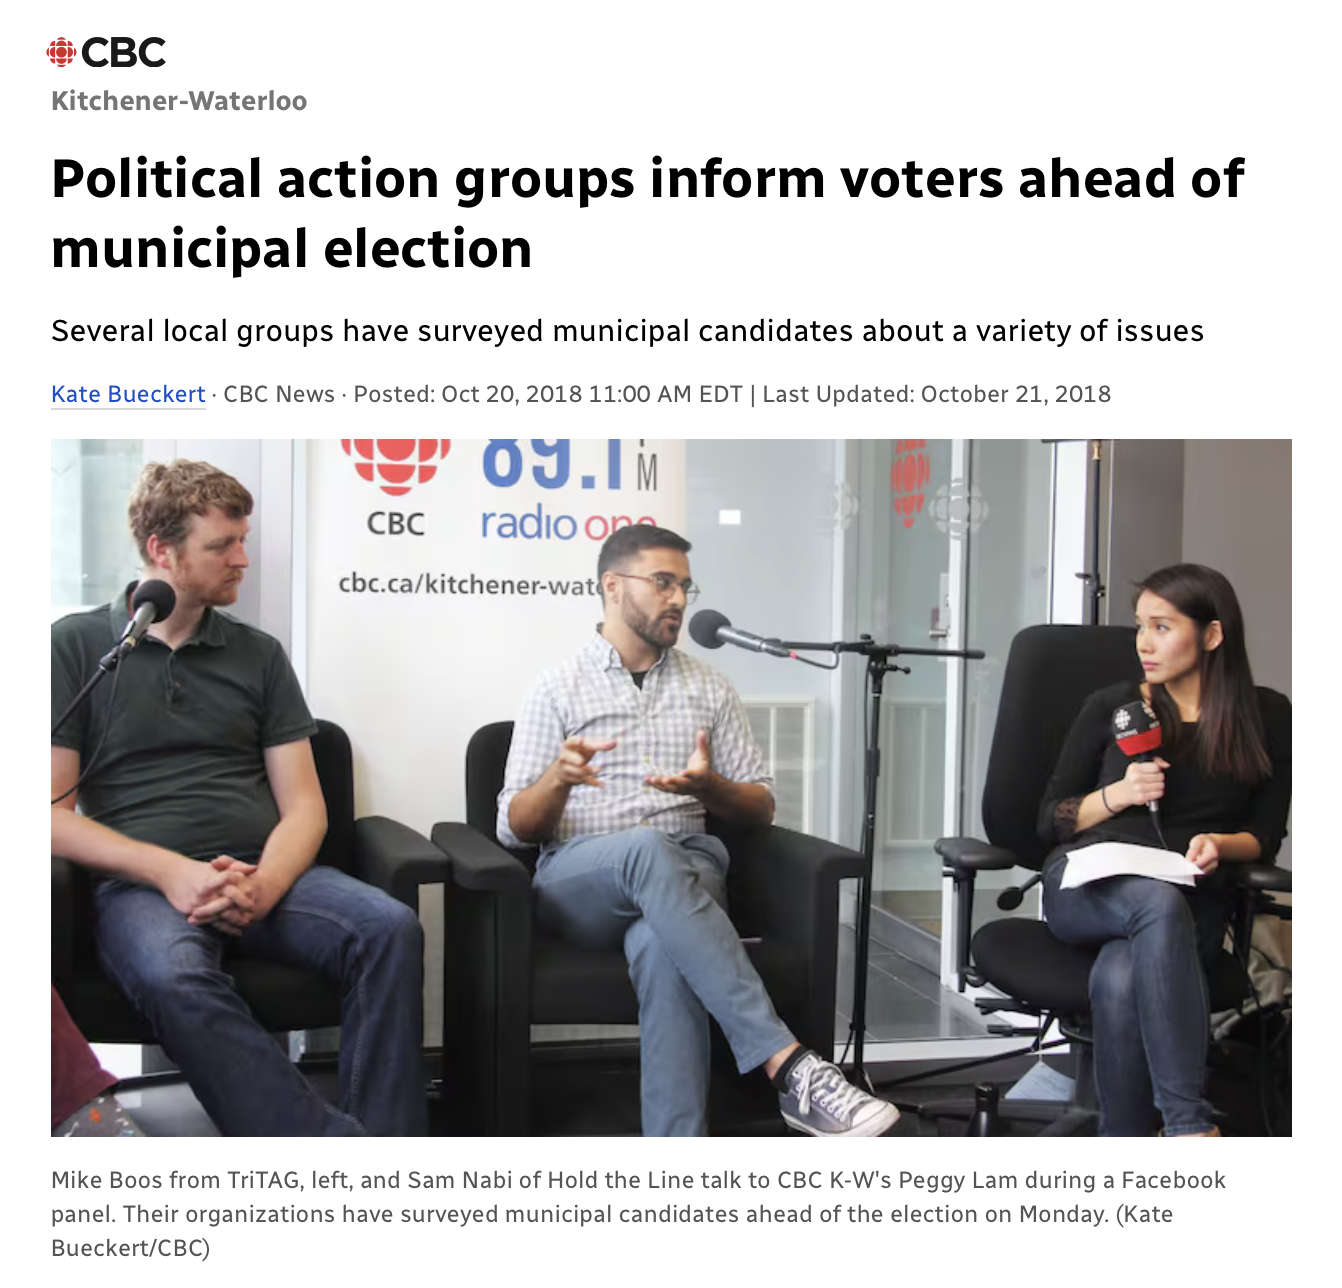 CBC
Kitchener-Waterloo
Political action groups inform voters ahead of
municipal election
Several local groups have surveyed municipal candidates about a variety of issues
Kate Bueckert · CBC News · Posted: Oct 20, 2018 11:00 AM EDT | Last Updated: October 21, 2018
89.1 FM
CBC radio one
cbc.ca/kitchener-wate
Mike Boos from TriTAG, left, and Sam Nabi of Hold the Line talk to CBC K-W's Peggy Lam during a Facebook
panel. Their organizations have surveyed municipal candidates ahead of the election on Monday. (Kate
Bueckert/CBC)